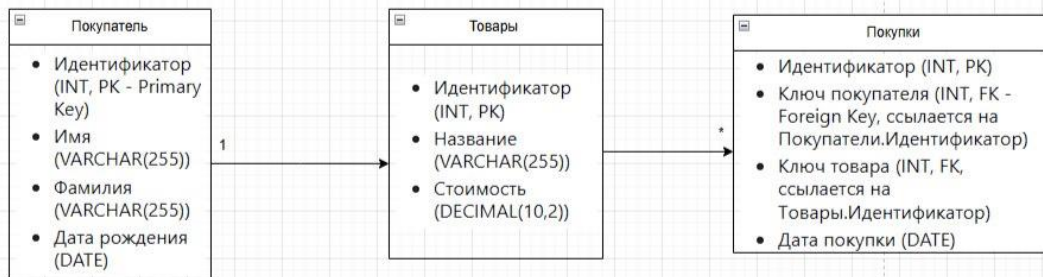 Покупатель
• Идентификатор
(INT, PK - Primary
Key)
• Имя
(VARCHAR(255))
• Фамилия
(VARCHAR(255))
• Дата рождения
(DATE)
1
Товары
• Идентификатор
(INT, PK)
• Название
(VARCHAR(255))
• Стоимость
(DECIMAL(10,2))
*
Покупки
• Идентификатор (INT, PK)
• Ключ покупателя (INT, FK -
Foreign Key, ссылается на
Покупатели.Идентификатор)
• Ключ товара (INT, FK,
ссылается на
Товары.Идентификатор)
• Дата покупки (DATE)